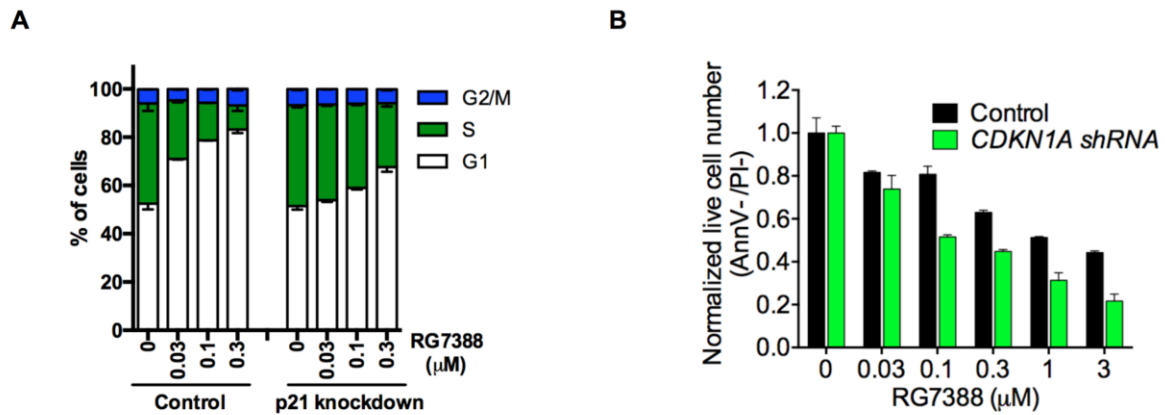 A
% of cells
100
80
60
40
20
0
G2/M
S
G1
0
0.03
0.1
0.3
0
0.03
0.1
0.3
RG7388
(μM)
Control
p21 knockdown
B
Normalized live cell number
(AnnV- /PI-)
1.2
1.0
0.8
0.6
0.4
0.2
0.0
Control
CDKN1A shRNA
0 0.03 0.1 0.3 1 3
RG7388 (μM)